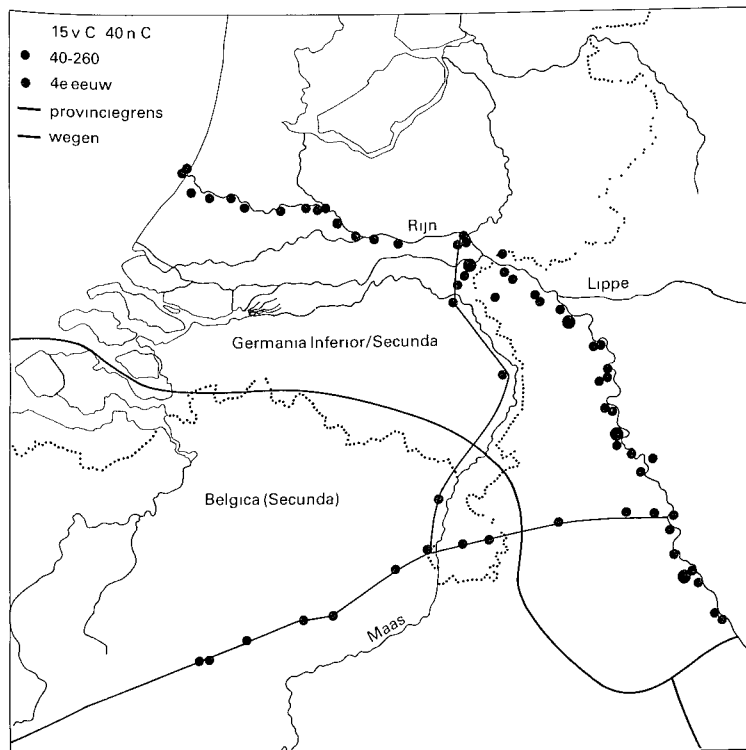 15 v C 40 n C
40-260
4e eeuw
provinciegrens
wegen
Rijn
Lippe
Germania Inferior/Secunda
Belgica (Secunda)
Maas